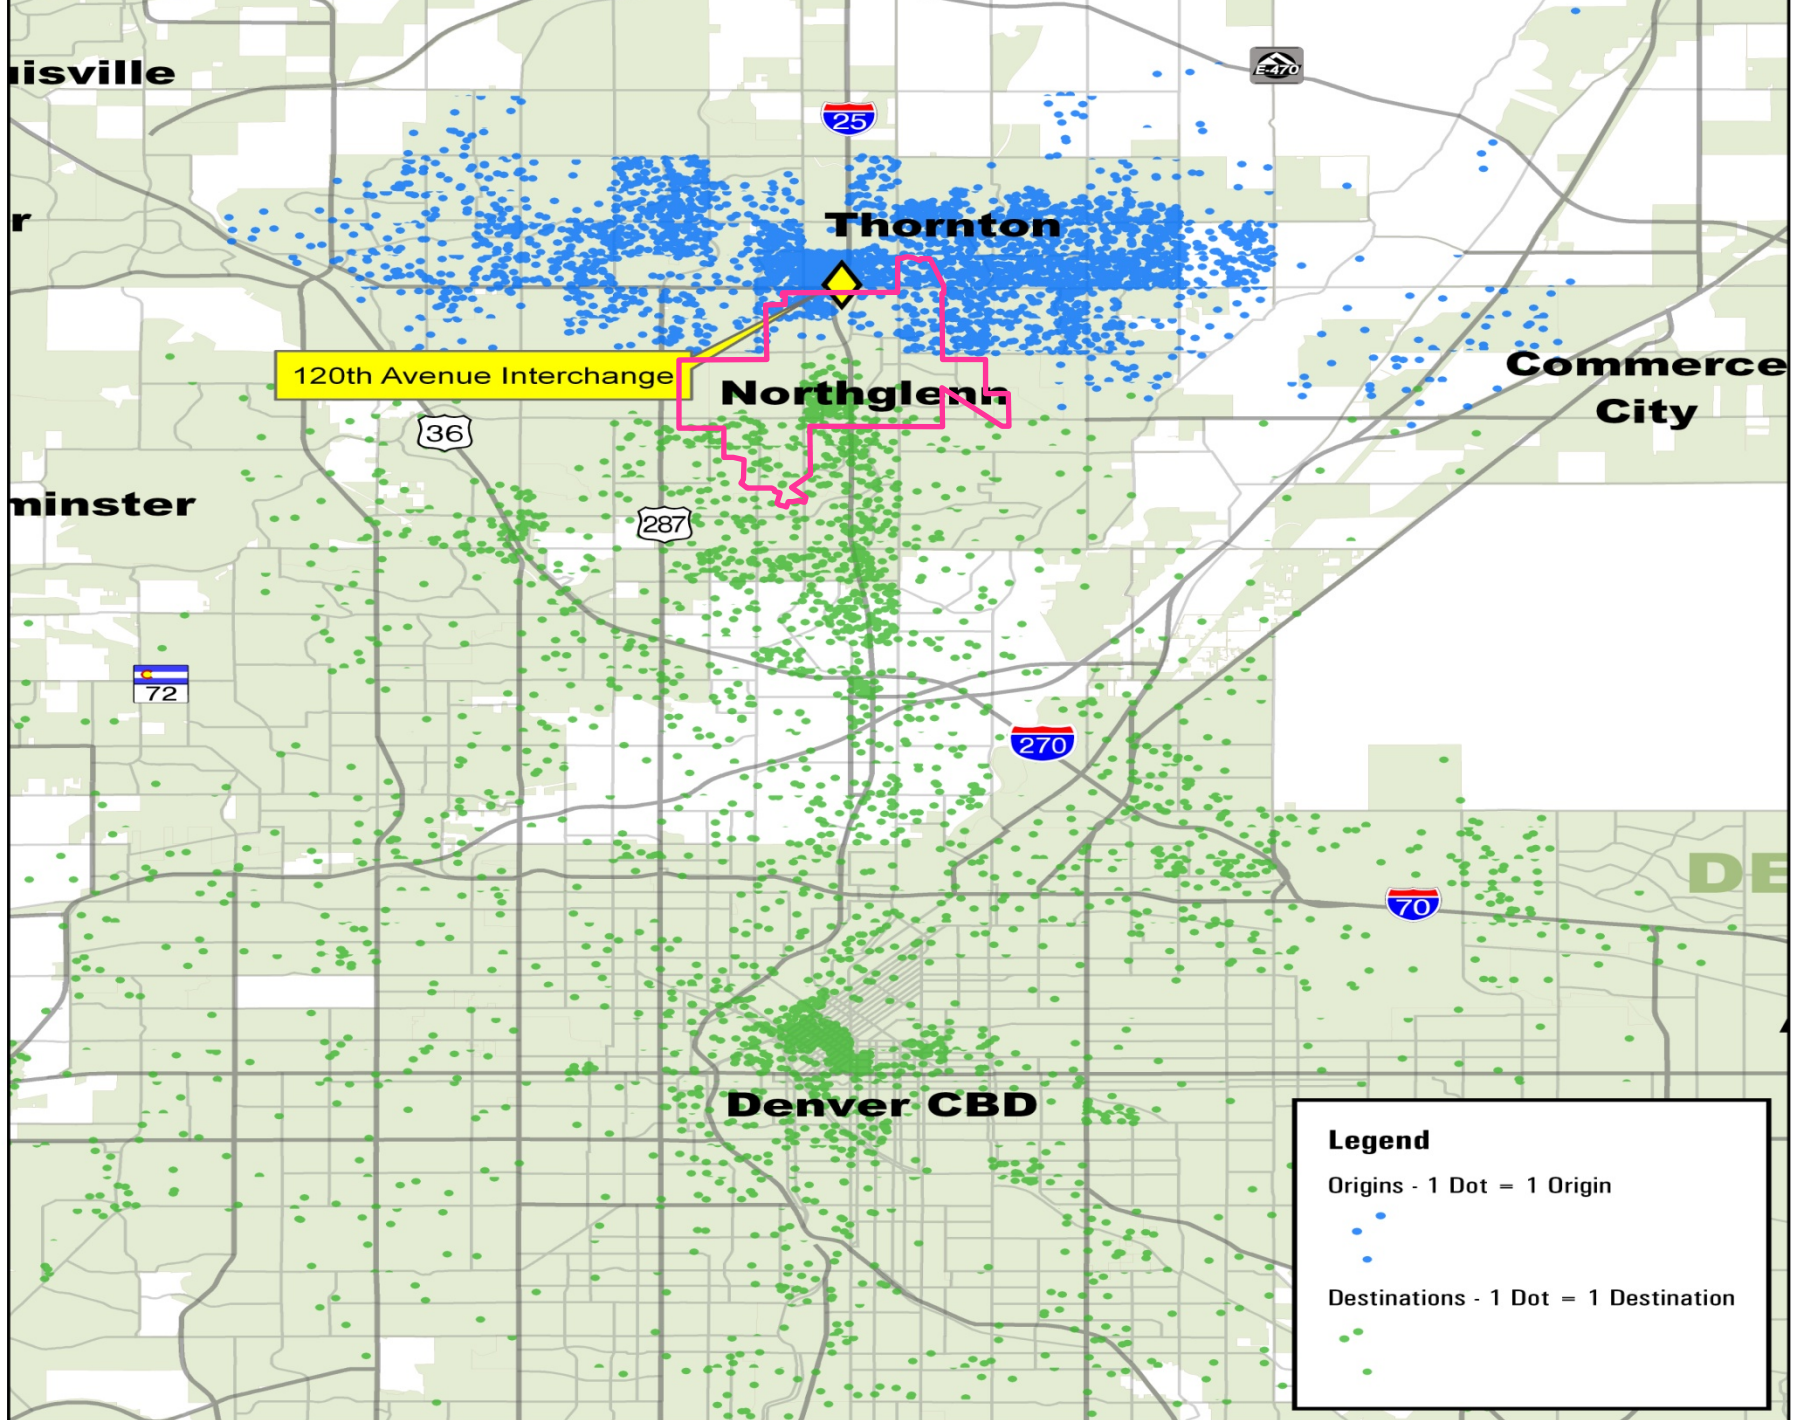 uisville
E-470
25
r
Thornton
120th Avenue Interchange
Northglenn
Commerce
City
36
minster
287
C
72
270
DE
70
Denver CBD
Legend
Origins - 1 Dot = 1 Origin
Destinations - 1 Dot = 1 Destination